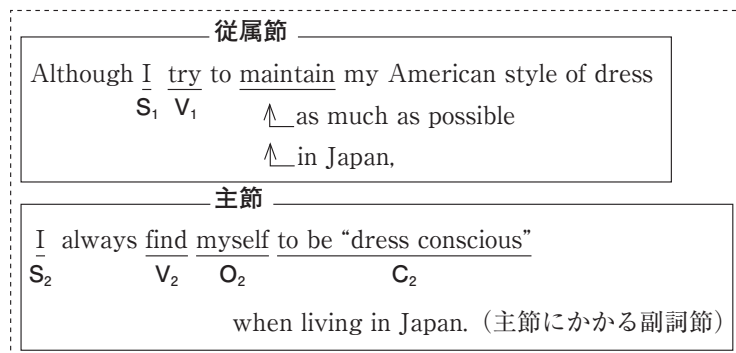 従属節
Although I try to maintain my American style of dress
S₁ V₁
as much as possible
in Japan,
主節
I always find myself to be “dress conscious”
S₂ V₂ O₂ C₂
when living in Japan.（主節にかかる副詞節）